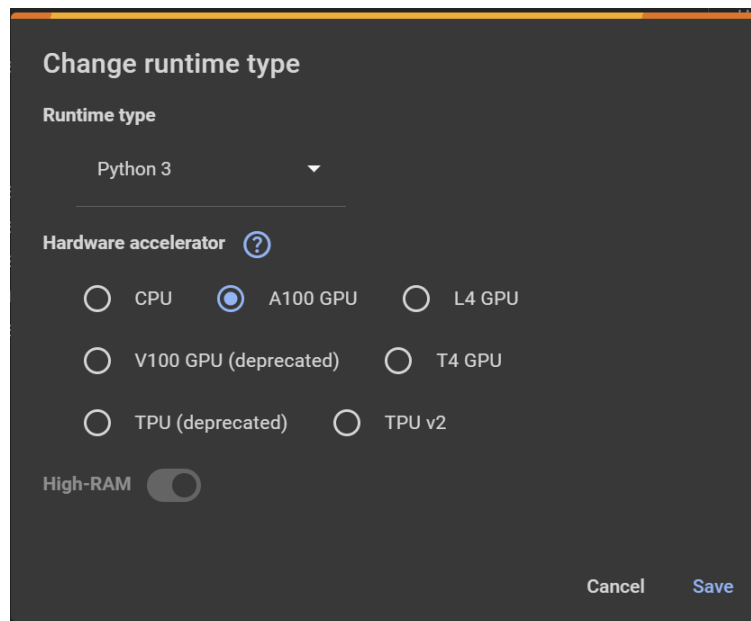 Change runtime type
Runtime type
Python 3
Hardware accelerator ?
CPU A100 GPU L4 GPU
V100 GPU (deprecated) T4 GPU
TPU (deprecated) TPU v2
High-RAM
Cancel Save